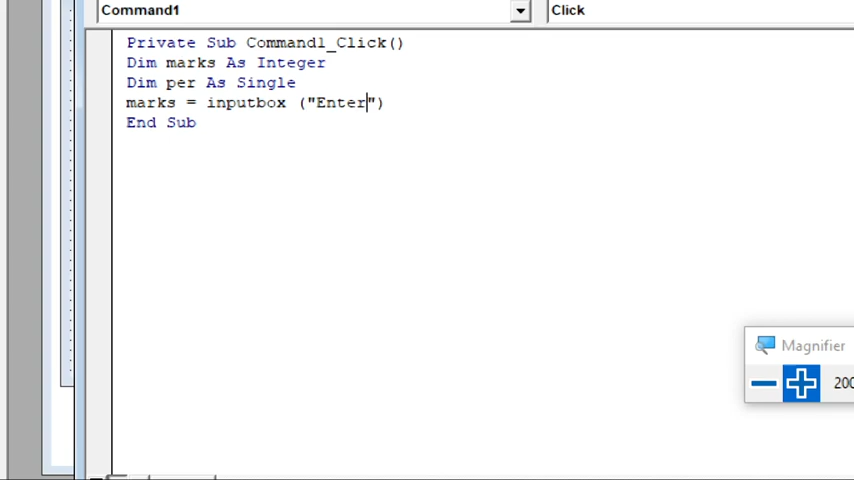 Command1
Click
Private Sub Command1_Click()
Dim marks As Integer
Dim per As Single
marks = inputbox ("Enter")
End Sub
Magnifier
200